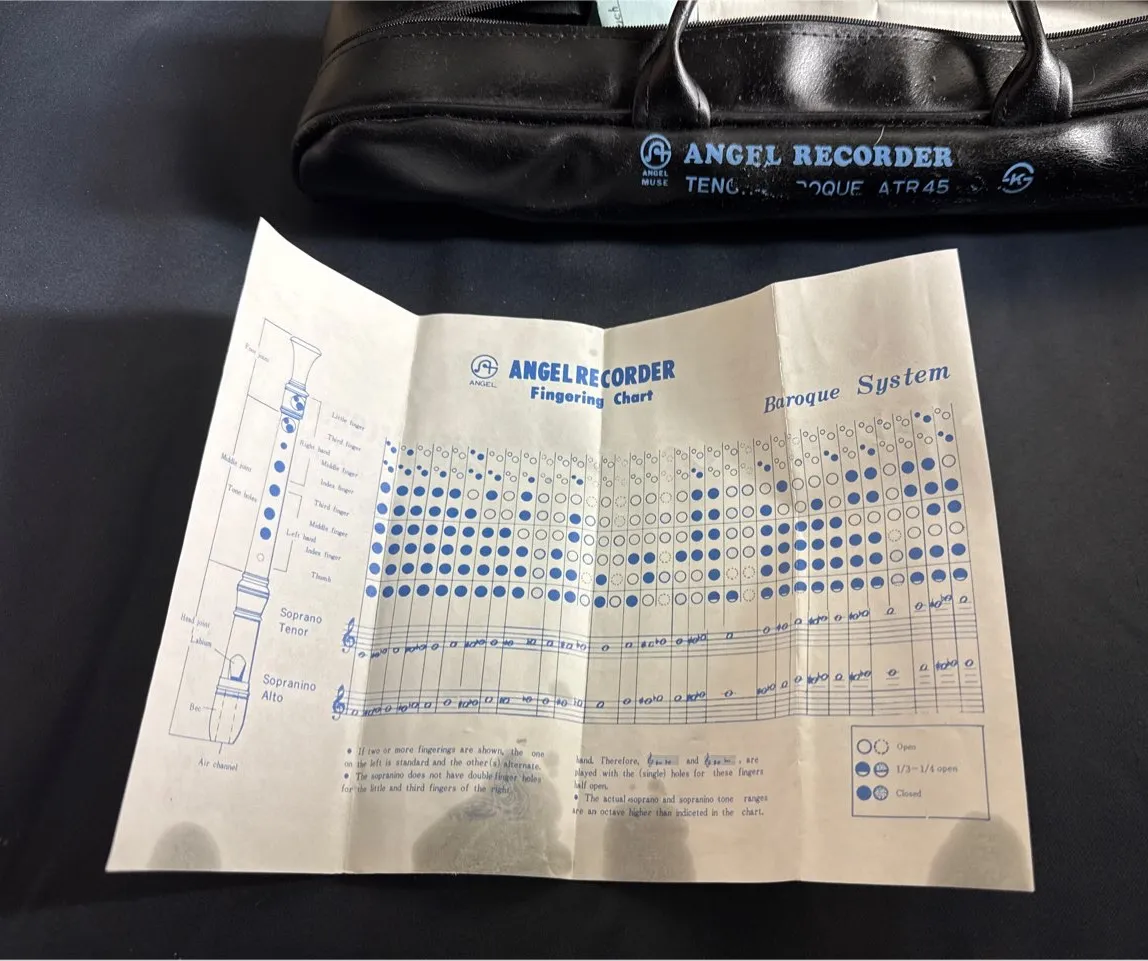 ANGEL
MUSE
ANGEL RECORDER
ATR45
K
ANGEL
ANGEL RECORDER
Fingoring Chart
Baroque System
Foot joint
Little finger
Third finger
Right hand
Middle finger
Index finger
Middle joint
Tone holes
Third finger
Middle finger
Left hand
Index finger
Thumb
Head joint
Labium
Bec
Air channel
Soprano
Tenor
Sopranino
Alto
• If two or more fingerings are shown, the one
on the left is standard and the other(s) alternate.
• The sopranino does not have double finger holes
for the little and third fingers of the right
hand. Therefore, and , are
played with the (single) holes for these fingers
half open.
• The actual soprano and sopranino tone ranges
are an octave higher than indiceted in the chart.
Open
1/3~1/4 open
Closed